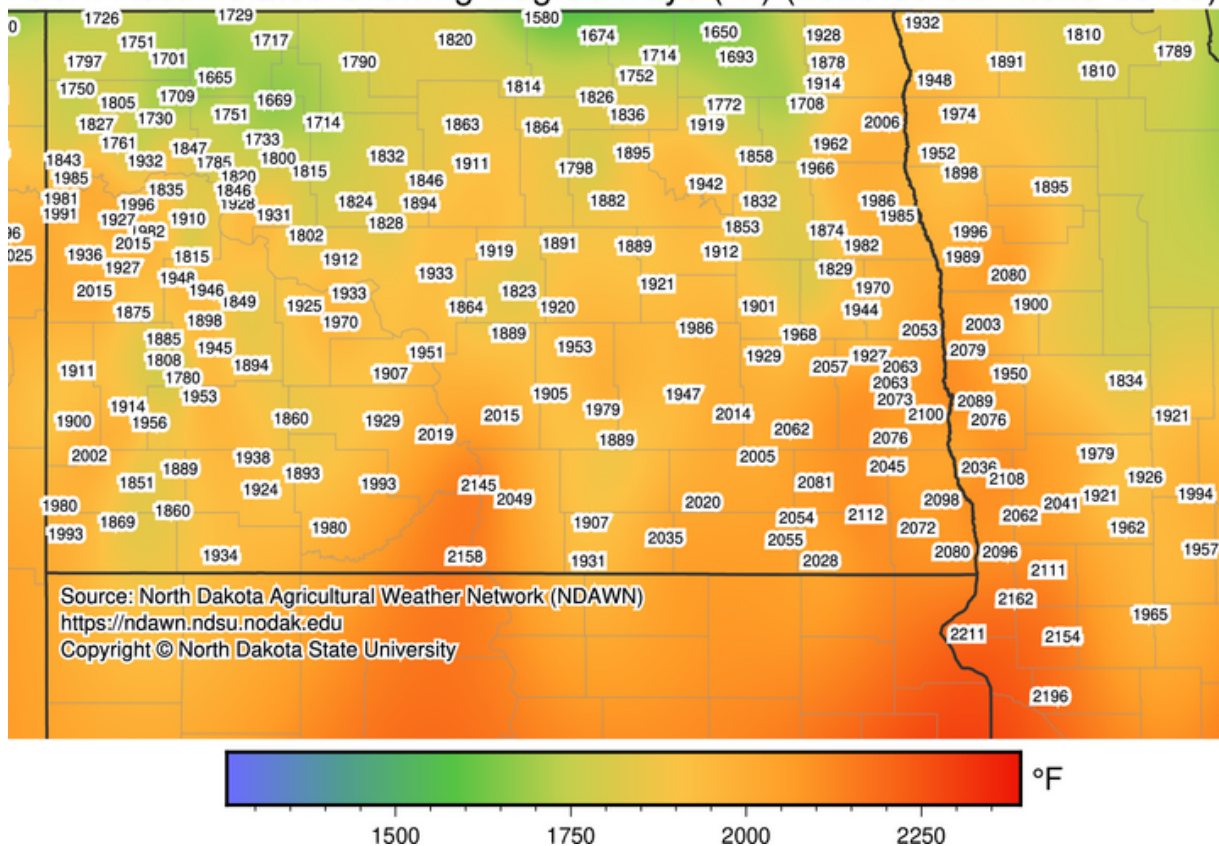 1726 1729 1580 1932
1751 1717 1820 1674 1650 1928 1810
1797 1701 1790 1714 1693 1878 1891 1789
1665 1752 1810
1750 1709 1669 1814 1826 1914 1948
1805 1751 1836 1772 1708 1974
1827 1730 1714 1863 1864 1919 2006
1761 1733 1962
1843 1932 1847 1785 1800 1832 1911 1895 1858 1952
1985 1820 1815 1846 1798 1942 1966 1898 1895
1981 1835 1846 1824 1894 1882 1832 1986
1991 1996 1928 1931 1828 1985
1927 1910 1853 1874 1996
1982 1802 1891 1889 1982
2015 1919 1912
025 1936 1815 1912 1989
1927 1933 1829 2080
1948 1921 1970
2015 1946 1933 1823
1849 1925 1864 1920 1901 1944 1900
1875 1898 1970 1986 2003
1885 1889 1968 2053
1945 1951 1953 1929 1927 2079
1808 1894 2057 2063
1911 1780 1907 2063 1950 1834
1953 1905 1947 2073 2089
1914 1979 2014 2100
1900 1956 1860 1929 2015 2076 1921
2019 1889 2062 2076
2002 1938 2005 1979
1889 1893 2045 2036
1851 1924 1993 2145 2081 2108 1926
2049 2020 2098 1921 1994
1980 1860 2054 2112 2041
1869 1980 1907 2072 2062 1962
1993 2035 2055
1934 2158 1931 2028 2080 2096 1957
2111
Source: North Dakota Agricultural Weather Network (NDAWN)
https://ndawn.ndsu.nodak.edu
Copyright © North Dakota State University
2162
1965
2211 2154
2196
°F
1500 1750 2000 2250